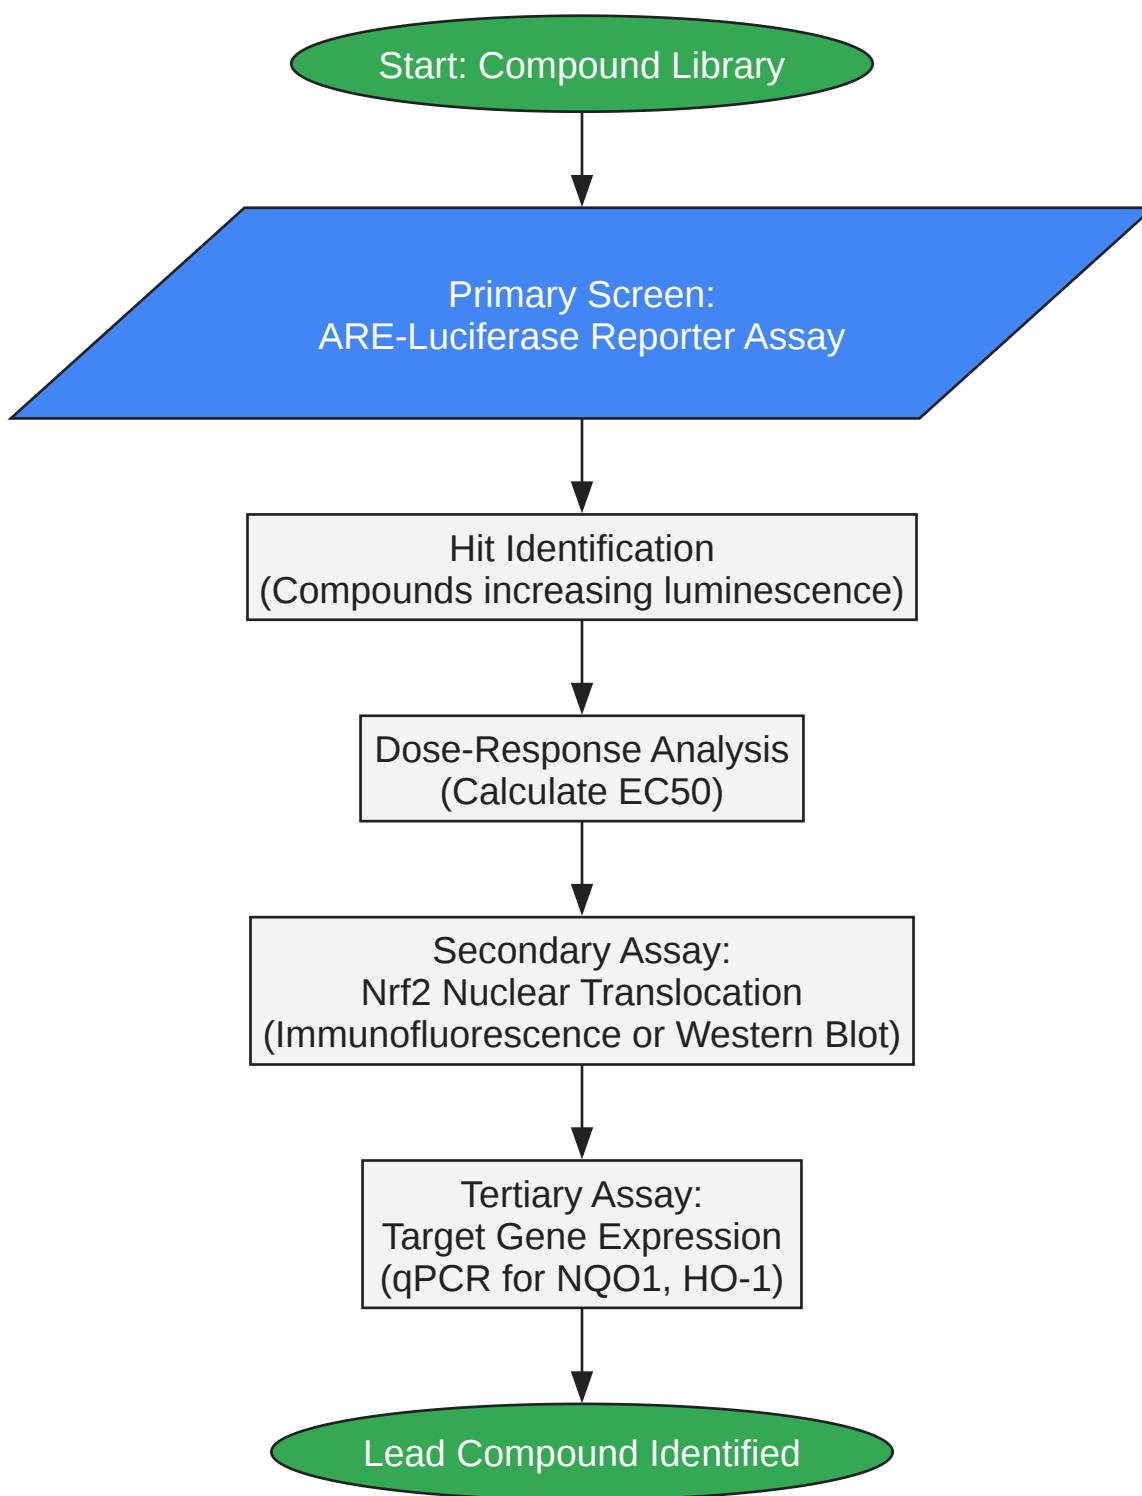 Start: Compound Library
Primary Screen:
ARE-Luciferase Reporter Assay
Hit Identification
(Compounds increasing luminescence)
Dose-Response Analysis
(Calculate EC50)
Secondary Assay:
Nrf2 Nuclear Translocation
(Immunofluorescence or Western Blot)
Tertiary Assay:
Target Gene Expression
(qPCR for NQO1, HO-1)
Lead Compound Identified